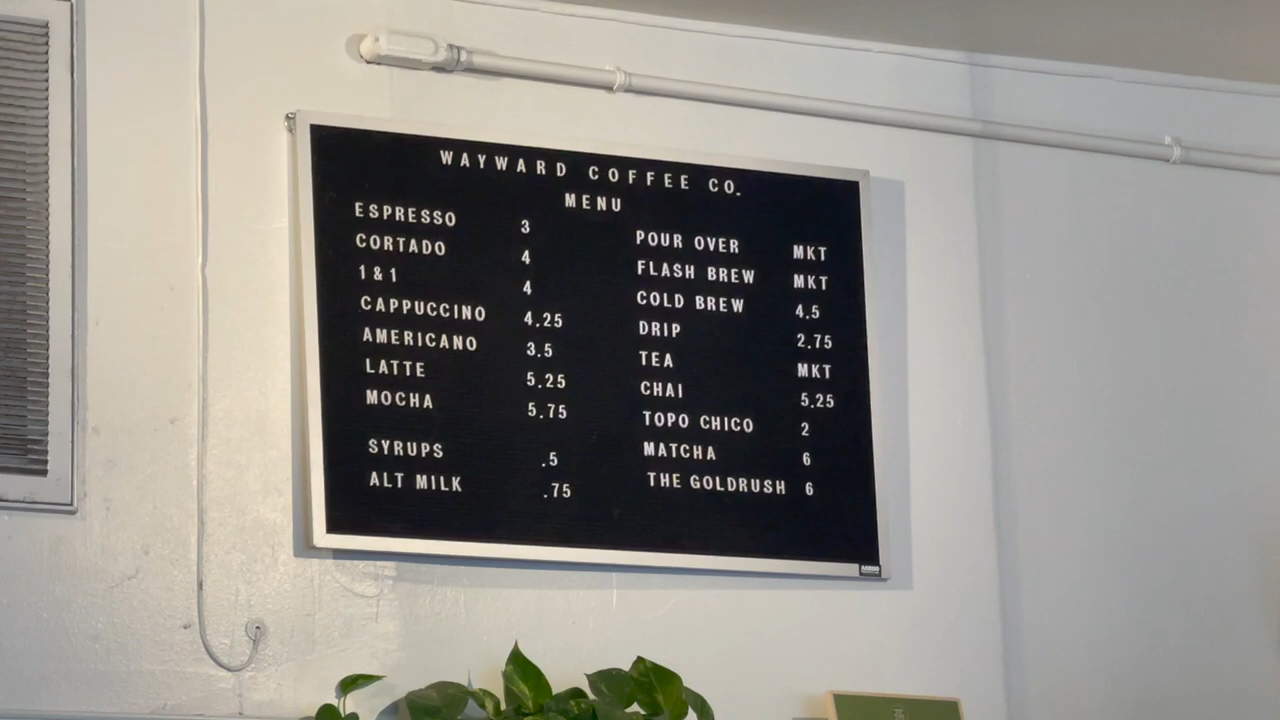 WAYWARD COFFEE CO.
MENU
ESPRESSO 3
CORTADO 4
1 & 1 4
CAPPUCCINO 4.25
AMERICANO 3.5
LATTE 5.25
MOCHA 5.75
SYRUPS .5
ALT MILK .75
POUR OVER MKT
FLASH BREW MKT
COLD BREW 4.5
DRIP 2.75
TEA MKT
CHAI 5.25
TOPO CHICO 2
MATCHA 6
THE GOLDRUSH 6